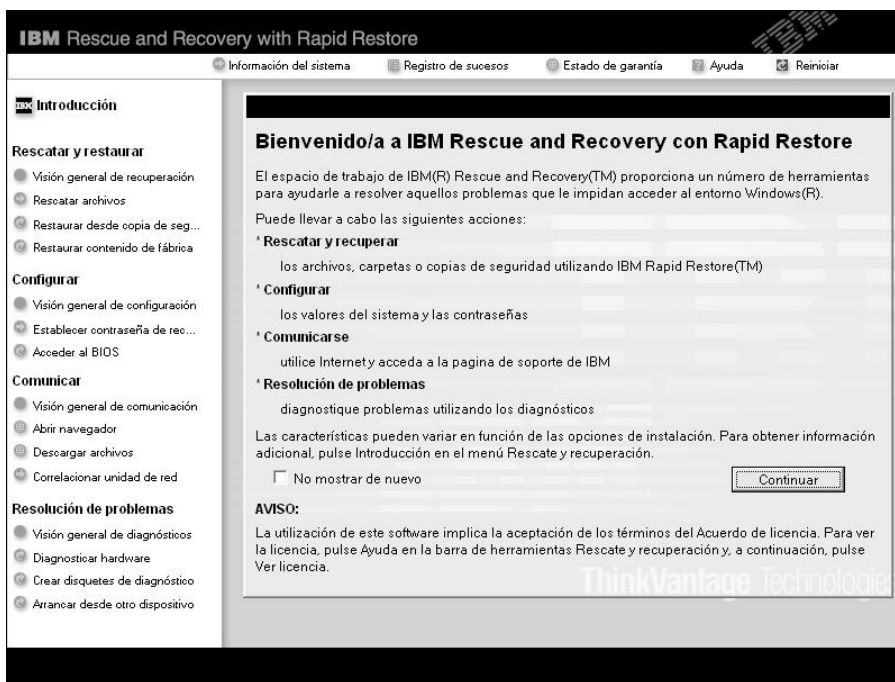 IBM Rescue and Recovery with Rapid Restore
IBM
Información del sistema
Registro de sucesos
Estado de garantía
Ayuda
Reiniciar
Introducción
Rescatar y restaurar
Visión general de recuperación
Rescatar archivos
Restaurar desde copia de seg...
Restaurar contenido de fábrica
Configurar
Visión general de configuración
Establecer contraseña de rec...
Acceder al BIOS
Comunicar
Visión general de comunicación
Abrir navegador
Descargar archivos
Correlacionar unidad de red
Resolución de problemas
Visión general de diagnósticos
Diagnosticar hardware
Crear disquetes de diagnóstico
Arrancar desde otro dispositivo
Bienvenido/a a IBM Rescue and Recovery con Rapid Restore
El espacio de trabajo de IBM(R) Rescue and Recovery(TM) proporciona un número de herramientas
para ayudarle a resolver aquellos problemas que le impidan acceder al entorno Windows(R).
Puede llevar a cabo las siguientes acciones:
* Rescatar y recuperar
los archivos, carpetas o copias de seguridad utilizando IBM Rapid Restore(TM)
* Configurar
los valores del sistema y las contraseñas
* Comunicarse
utilice Internet y acceda a la pagina de soporte de IBM
* Resolución de problemas
diagnostique problemas utilizando los diagnósticos
Las características pueden variar en función de las opciones de instalación. Para obtener información
adicional, pulse Introducción en el menú Rescate y recuperación.
No mostrar de nuevo
Continuar
AVISO:
La utilización de este software implica la aceptación de los términos del Acuerdo de licencia. Para ver
la licencia, pulse Ayuda en la barra de herramientas Rescate y recuperación y, a continuación, pulse
Ver licencia.
ThinkVantage Technologie